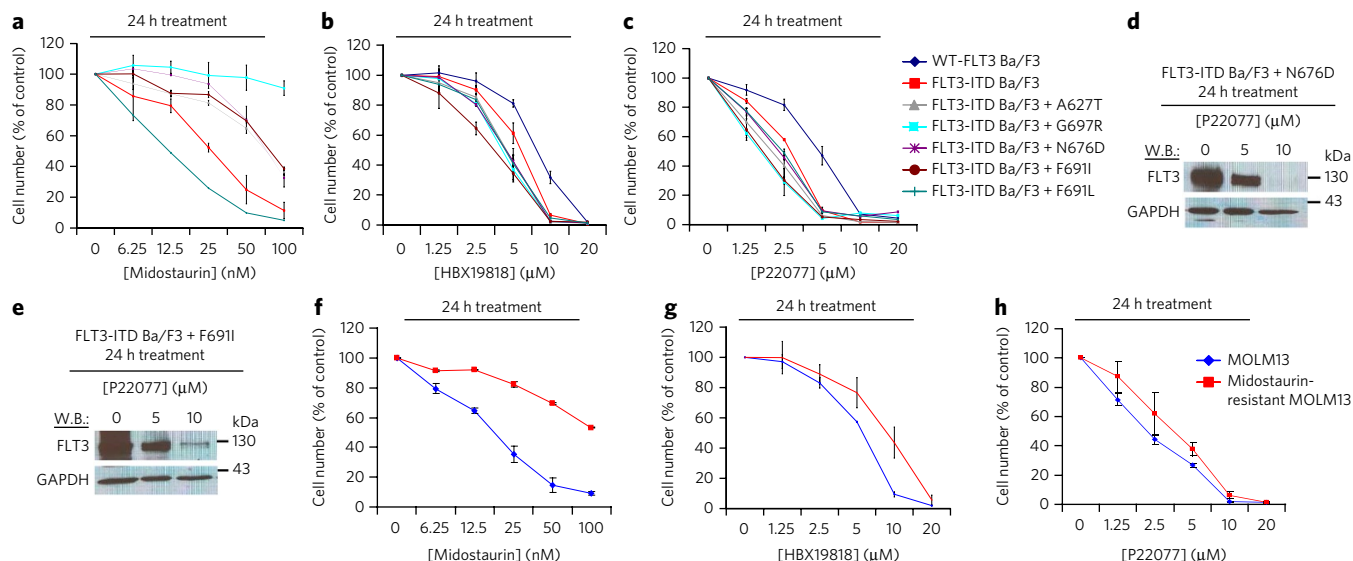 a
24 h treatment
Cell number (% of control)
120
100
80
60
40
20
0
0 6.25 12.5 25 50 100
[Midostaurin] (nM)
b
24 h treatment
Cell number (% of control)
120
100
80
60
40
20
0
0 1.25 2.5 5 10 20
[HBX19818] (μM)
c
24 h treatment
Cell number (% of control)
120
100
80
60
40
20
0
0 1.25 2.5 5 10 20
[P22077] (μM)
WT-FLT3 Ba/F3
FLT3-ITD Ba/F3
FLT3-ITD Ba/F3 + A627T
FLT3-ITD Ba/F3 + G697R
FLT3-ITD Ba/F3 + N676D
FLT3-ITD Ba/F3 + F691I
FLT3-ITD Ba/F3 + F691L
d
FLT3-ITD Ba/F3 + N676D
24 h treatment
[P22077] (μM)
W.B.: 0 5 10 kDa
FLT3 130
43
GAPDH
e
FLT3-ITD Ba/F3 + F691I
24 h treatment
[P22077] (μM)
W.B.: 0 5 10 kDa
FLT3 130
43
GAPDH
f
24 h treatment
Cell number (% of control)
120
100
80
60
40
20
0
0 6.25 12.5 25 50 100
[Midostaurin] (nM)
g
24 h treatment
Cell number (% of control)
120
100
80
60
40
20
0
0 1.25 2.5 5 10 20
[HBX19818] (μM)
h
24 h treatment
Cell number (% of control)
120
100
80
60
40
20
0
0 1.25 2.5 5 10 20
[P22077] (μM)
MOLM13
Midostaurin-
resistant MOLM13